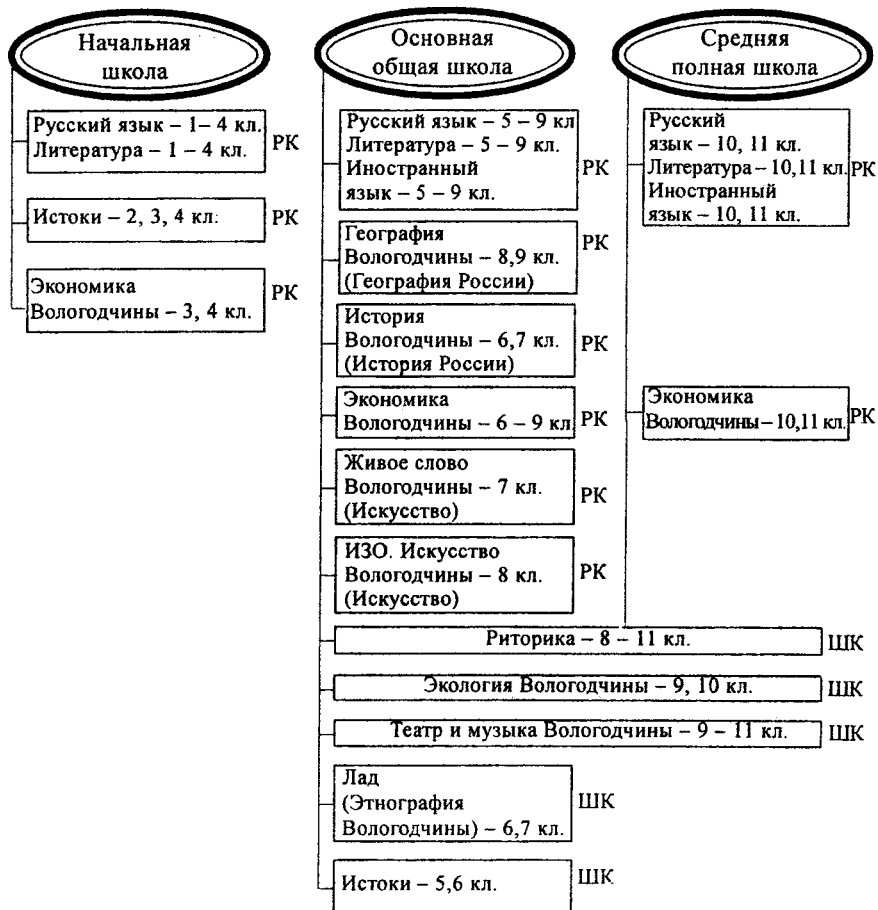 Начальная
школа
Русский язык – 1– 4 кл.
Литература – 1 – 4 кл.
РК
Истоки – 2, 3, 4 кл.
РК
Экономика
Вологодчины – 3, 4 кл.
РК
Основная
общая школа
Русский язык – 5 – 9 кл
Литература – 5 – 9 кл.
Иностранный
язык – 5 – 9 кл.
РК
География
Вологодчины – 8,9 кл.
(География России)
РК
История
Вологодчины – 6,7 кл.
(История России)
РК
Экономика
Вологодчины – 6 – 9 кл
РК
Живое слово
Вологодчины – 7 кл.
(Искусство)
РК
ИЗО. Искусство
Вологодчины – 8 кл.
(Искусство)
РК
Средняя
полная школа
Русский
язык – 10, 11 кл.
Литература – 10,11 кл.
Иностранный
язык – 10, 11 кл.
РК
Экономика
Вологодчины – 10,11 кл.
РК
Риторика – 8 – 11 кл.
ШК
Экология Вологодчины – 9, 10 кл.
ШК
Театр и музыка Вологодчины – 9 – 11 кл.
ШК
Лад
(Этнография
Вологодчины) – 6,7 кл.
ШК
Истоки – 5,6 кл.
ШК